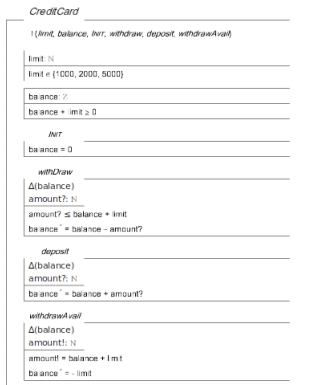 CreditCard
↾(limit, balance, INIT, withdraw, deposit, withdrawAvail)
limit: ℕ
limit ∈ {1000, 2000, 5000}
balance: ℤ
balance + limit ≥ 0
INIT
balance = 0
withDraw
Δ(balance)
amount?: ℕ
amount? ≤ balance + limit
balance´ = balance – amount?
deposit
Δ(balance)
amount?: ℕ
balance´ = balance + amount?
withdrawAvail
Δ(balance)
amount!: ℕ
amount! = balance + limit
balance´ = - limit